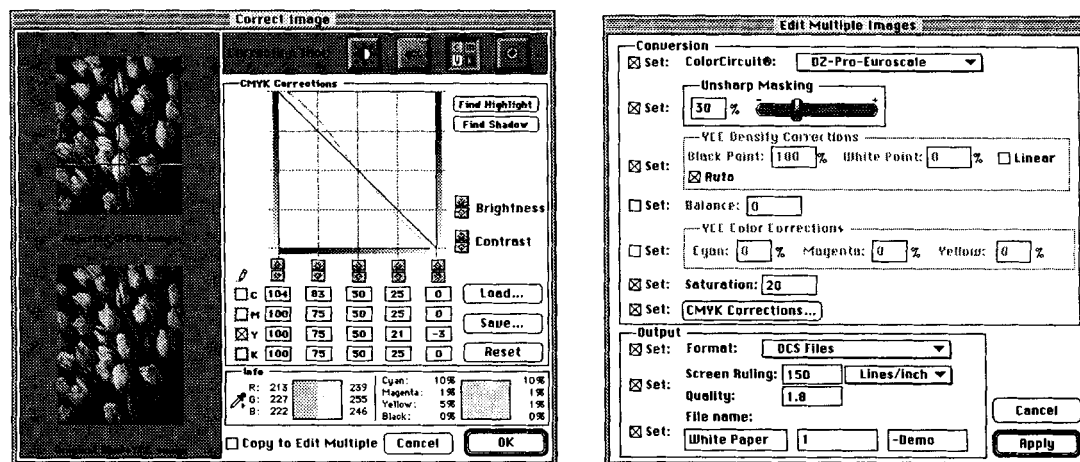 Correct Image
CMYK Corrections
Find Highlight
Find Shadow
Brightness
Contrast
C 104 83 50 25 0 Load...
M 100 75 50 25 0
Save...
Y 100 75 50 21 -3
K 100 75 50 25 0 Reset
Info
R: 213 239 Cyan: 10% 10%
G: 227 255 Magenta: 1% 1%
B: 222 246 Yellow: 5% 1%
Black: 0% 0%
Copy to Edit Multiple Cancel OK
Edit Multiple Images
Conversion
Set: ColorCircuit®: DZ-Pro-Euroscale
Unsharp Masking
Set: 30 % - +
YCC Density Corrections
Black Point: 100 % White Point: 0 % Linear
Set:
Auto
Set: Balance: 0
YCC Color Corrections
Set: Cyan: 0 % Magenta: 0 % Yellow: 0 %
Set: Saturation: 20
Set: CMYK Corrections...
Output
Set: Format: DCS Files
Screen Ruling: 150 Lines/inch
Set:
Quality: 1.8
File name:
Set: White Paper 1 -Demo
Cancel
Apply